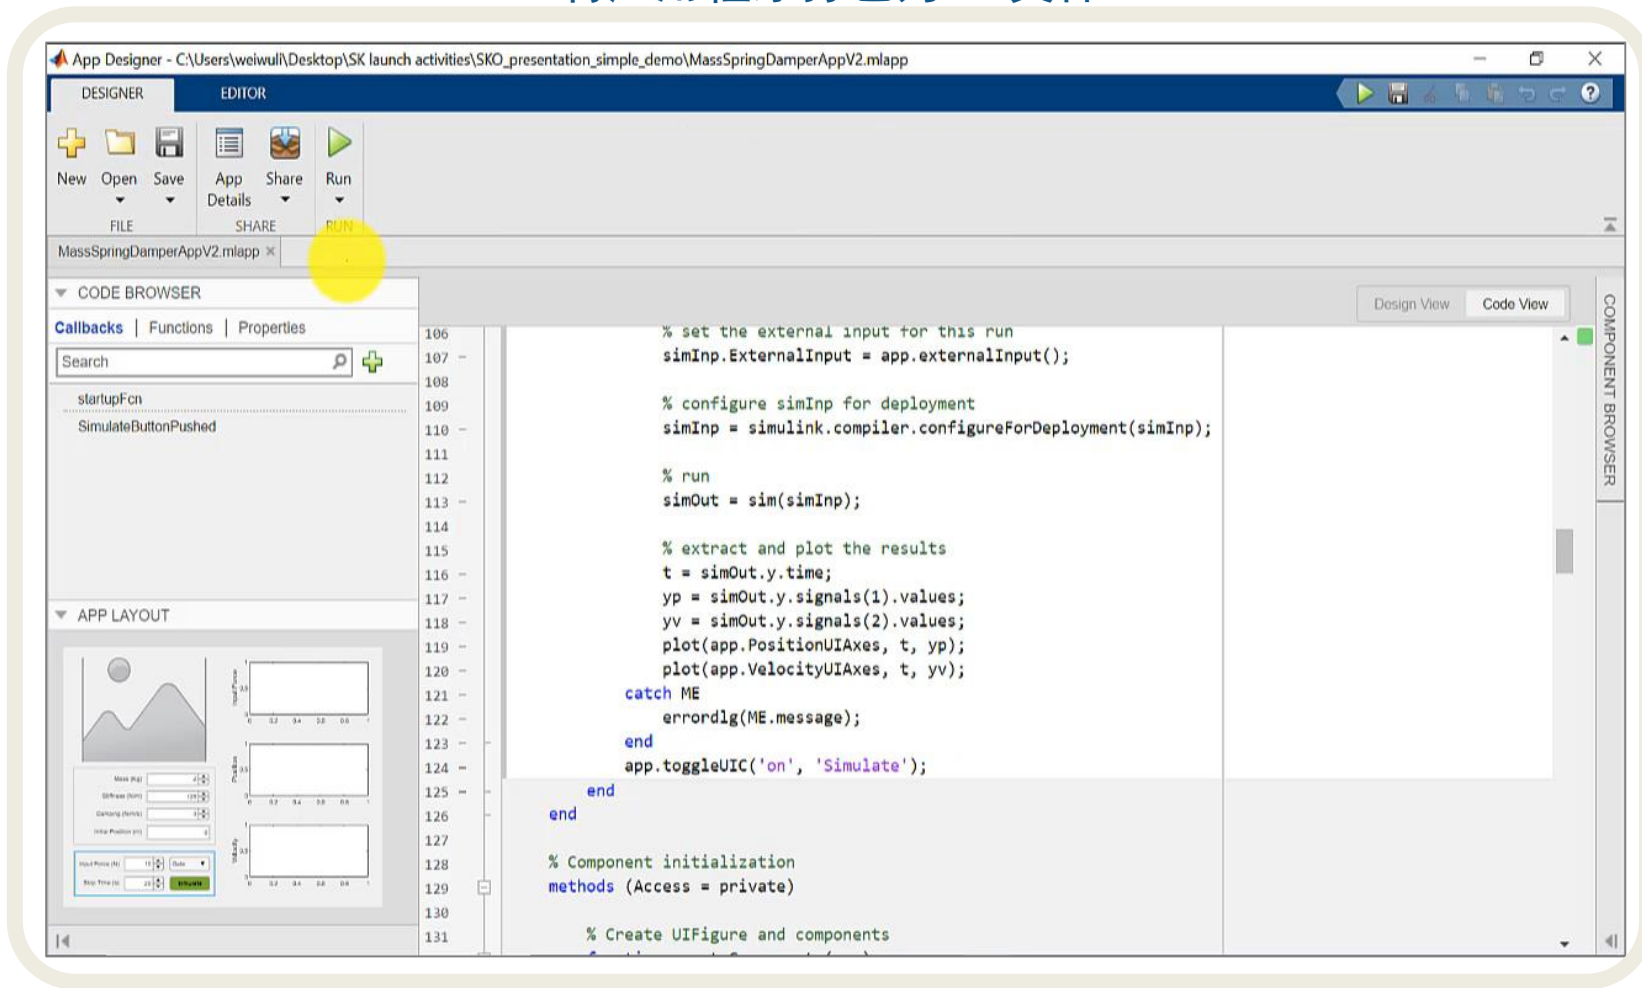 App Designer - C:\Users\weiwuli\Desktop\SK launch activities\SKO_presentation_simple_demo\MassSpringDamperAppV2.mlapp
DESIGNER EDITOR
New Open Save App Details Share Run
FILE SHARE RUN
MassSpringDamperAppV2.mlapp
CODE BROWSER
Callbacks | Functions | Properties
Search
startupFcn
SimulateButtonPushed
APP LAYOUT
Mass (Kg)
Input Force
Position
Velocity
Design View Code View
COMPONENT BROWSER
106 % set the external input for this run
107 simInp.ExternalInput = app.externalInput();
108
109 % configure simInp for deployment
110 simInp = simulink.compiler.configureForDeployment(simInp);
111
112 % run
113 simOut = sim(simInp);
114
115 % extract and plot the results
116 t = simOut.y.time;
117 yp = simOut.y.signals(1).values;
118 yv = simOut.y.signals(2).values;
119 plot(app.PositionUIAxes, t, yp);
120 plot(app.VelocityUIAxes, t, yv);
121 catch ME
122 errordlg(ME.message);
123 end
124 app.toggleUIC('on', 'Simulate');
125 end
126 end
127
128 % Component initialization
129 methods (Access = private)
130
131 % Create UIFigure and components